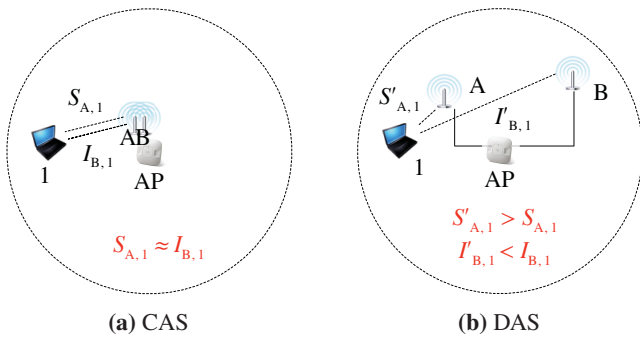 S_{A, 1}
AB
I_{B, 1}
1
AP
S_{A, 1} ≈ I_{B, 1}
(a) CAS
A
B
S'_{A, 1}
I'_{B, 1}
1
AP
S'_{A, 1} > S_{A, 1}
I'_{B, 1} < I_{B, 1}
(b) DAS